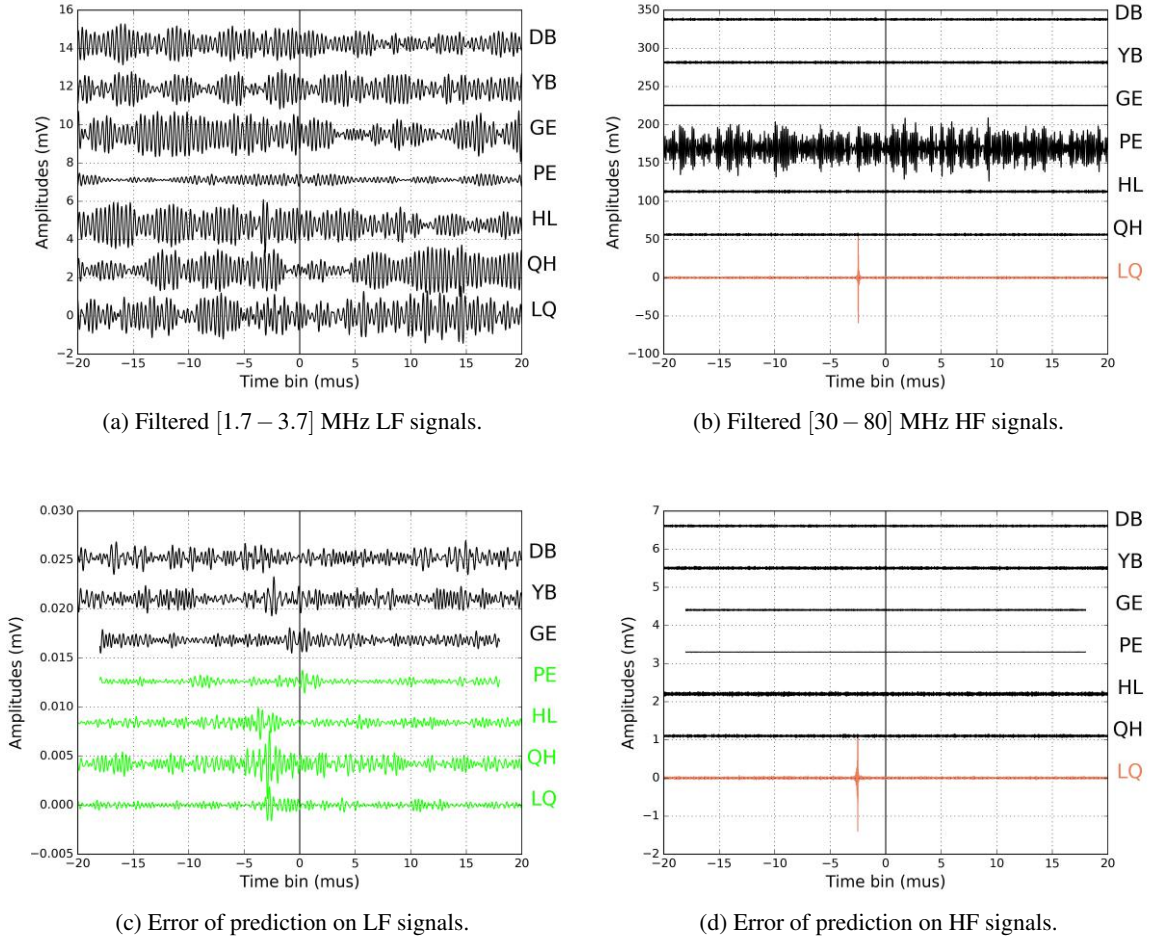 16
14
12
10
8
6
4
2
0
−2
−20 −15 −10 −5 0 5 10 15 20
Amplitudes (mV)
Time bin (mus)
DB
YB
GE
PE
HL
QH
LQ
(a) Filtered [1.7 − 3.7] MHz LF signals.
350
300
250
200
150
100
50
0
−50
−100
−20 −15 −10 −5 0 5 10 15 20
Amplitudes (mV)
Time bin (mus)
DB
YB
GE
PE
HL
QH
LQ
(b) Filtered [30 − 80] MHz HF signals.
0.030
0.025
0.020
0.015
0.010
0.005
0.000
−0.005
−20 −15 −10 −5 0 5 10 15 20
Amplitudes (mV)
Time bin (mus)
DB
YB
GE
PE
HL
QH
LQ
(c) Error of prediction on LF signals.
7
6
5
4
3
2
1
0
−1
−2
−20 −15 −10 −5 0 5 10 15 20
Amplitudes (mV)
Time bin (mus)
DB
YB
GE
PE
HL
QH
LQ
(d) Error of prediction on HF signals.